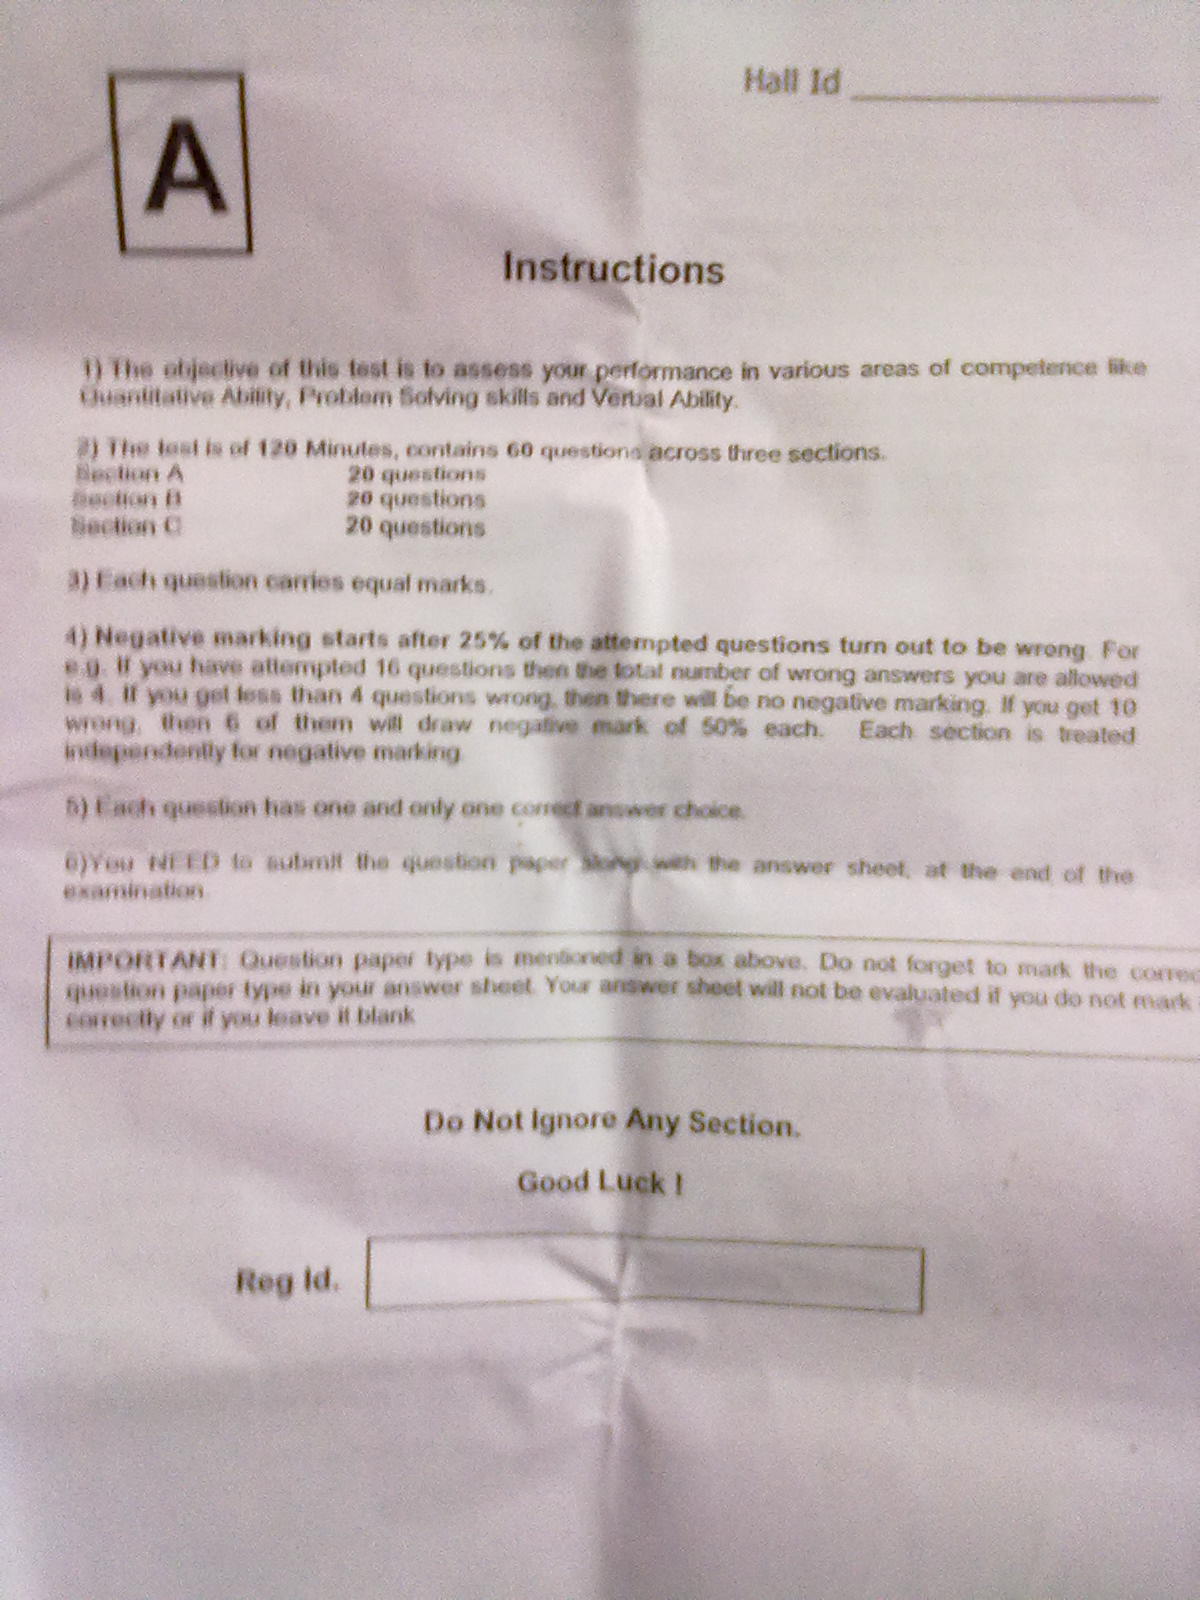 Hall Id
A
Instructions
1) The objective of this test is to assess your performance in various areas of competence like
Quantitative Ability, Problem Solving skills and Verbal Ability.
2) The test is of 120 Minutes, contains 60 questions across three sections.
Section A 20 questions
Section B 20 questions
Section C 20 questions
3) Each question carries equal marks.
4) Negative marking starts after 25% of the attempted questions turn out to be wrong. For
e.g. If you have attempted 16 questions then the total number of wrong answers you are allowed
is 4. If you get less than 4 questions wrong, then there will be no negative marking. If you get 10
wrong, then 6 of them will draw negative mark of 50% each. Each section is treated
independently for negative marking.
5) Each question has one and only one correct answer choice.
6)You NEED to submit the question paper along with the answer sheet, at the end of the
examination.
IMPORTANT: Question paper type is mentioned in a box above. Do not forget to mark the correc
question paper type in your answer sheet. Your answer sheet will not be evaluated if you do not mark
correctly or if you leave it blank
Do Not Ignore Any Section.
Good Luck !
Reg Id.